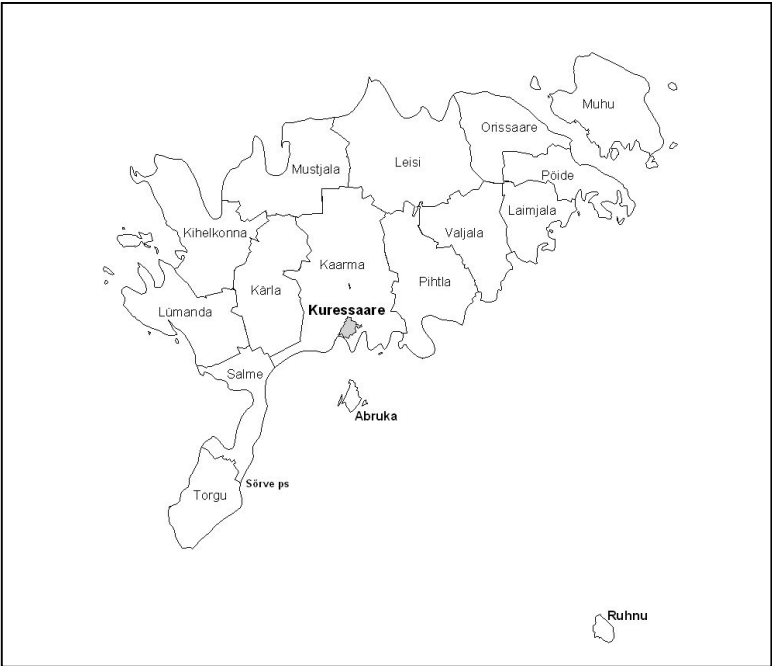 Muhu
Orissaare
Leisi
Mustjala
Pöide
Laimjala
Kihelkonna
Valjala
Kaarma
Pihtla
Kärla
Kuressaare
Lümanda
Salme
Abruka
Sõrve ps
Torgu
Ruhnu